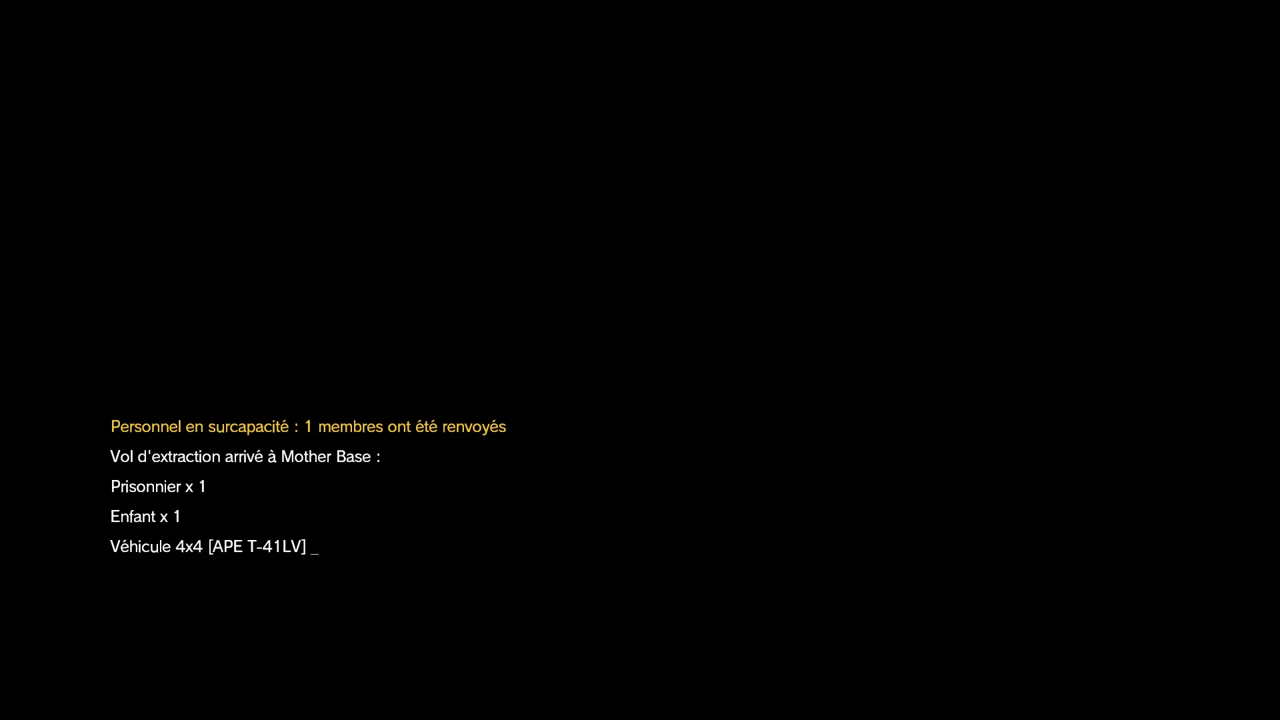 Personnel en surcapacité : 1 membres ont été renvoyés
Vol d'extraction arrivé à Mother Base :
Prisonnier x 1
Enfant x 1
Véhicule 4x4 [APE T-41LV] _